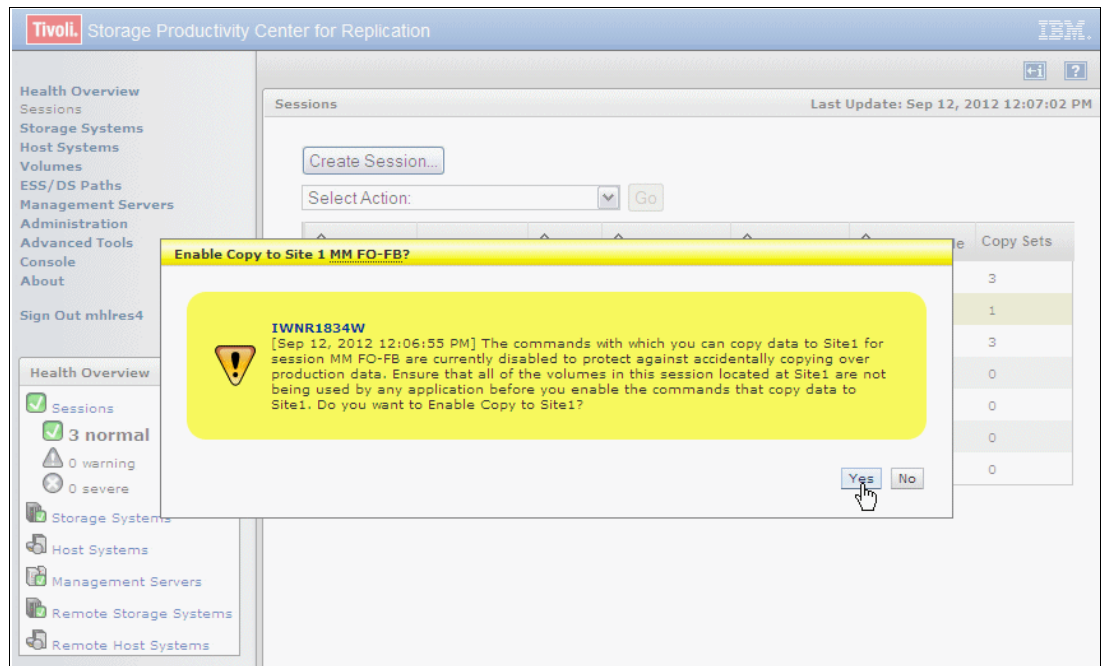 Tivoli. Storage Productivity Center for Replication
IBM.
Health Overview
Sessions
Storage Systems
Host Systems
Volumes
ESS/DS Paths
Management Servers
Administration
Advanced Tools
Console
About
Sign Out mhlres4
Health Overview
Sessions
3 normal
0 warning
0 severe
Storage Systems
Host Systems
Management Servers
Remote Storage Systems
Remote Host Systems
?
Sessions
Last Update: Sep 12, 2012 12:07:02 PM
Create Session...
Select Action:
Go
Copy Sets
3
1
3
0
0
0
0
Enable Copy to Site 1 MM FO-FB?
IWNR1834W
[Sep 12, 2012 12:06:55 PM] The commands with which you can copy data to Site1 for
session MM FO-FB are currently disabled to protect against accidentally copying over
production data. Ensure that all of the volumes in this session located at Site1 are not
being used by any application before you enable the commands that copy data to
Site1. Do you want to Enable Copy to Site1?
Yes
No